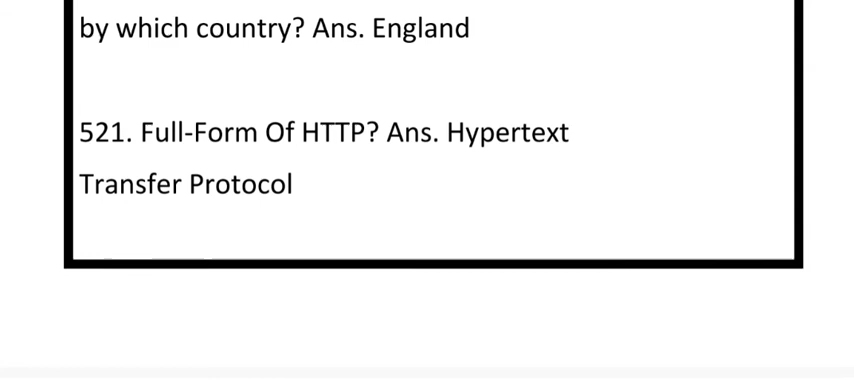 by which country? Ans. England
521. Full-Form Of HTTP? Ans. Hypertext
Transfer Protocol